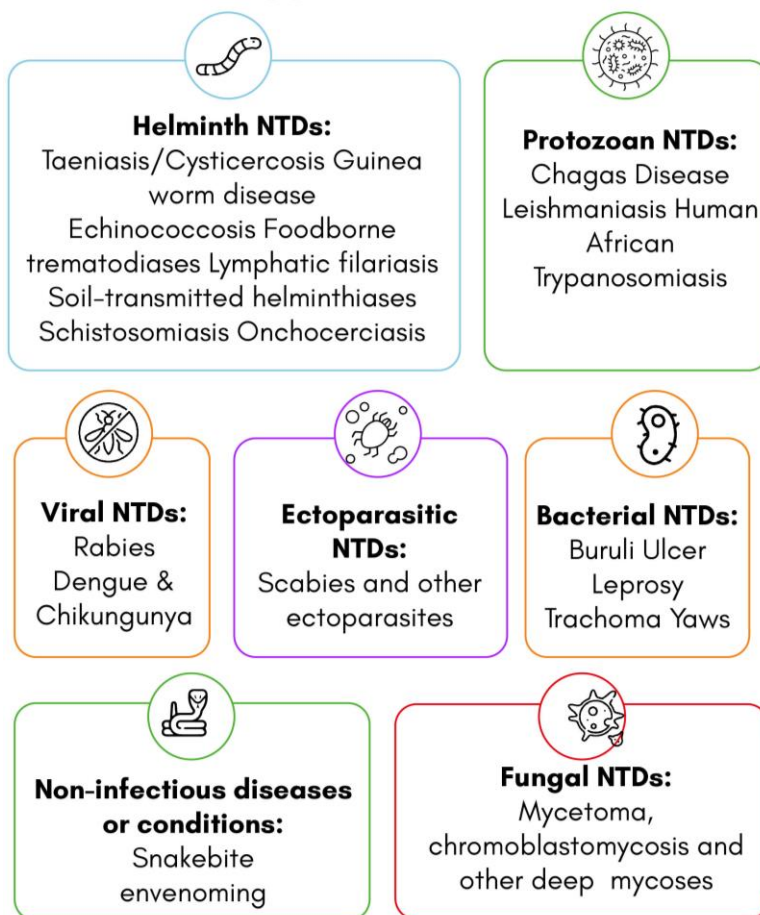 Helminth NTDs:
Taeniasis/Cysticercosis Guinea
worm disease
Echinococcosis Foodborne
trematodiases Lymphatic filariasis
Soil-transmitted helminthiases
Schistosomiasis Onchocerciasis
Protozoan NTDs:
Chagas Disease
Leishmaniasis Human
African
Trypanosomiasis
Viral NTDs:
Rabies
Dengue &
Chikungunya
Ectoparasitic
NTDs:
Scabies and other
ectoparasites
Bacterial NTDs:
Buruli Ulcer
Leprosy
Trachoma Yaws
Non-infectious diseases
or conditions:
Snakebite
envenoming
Fungal NTDs:
Mycetoma,
chromoblastomycosis and
other deep mycoses